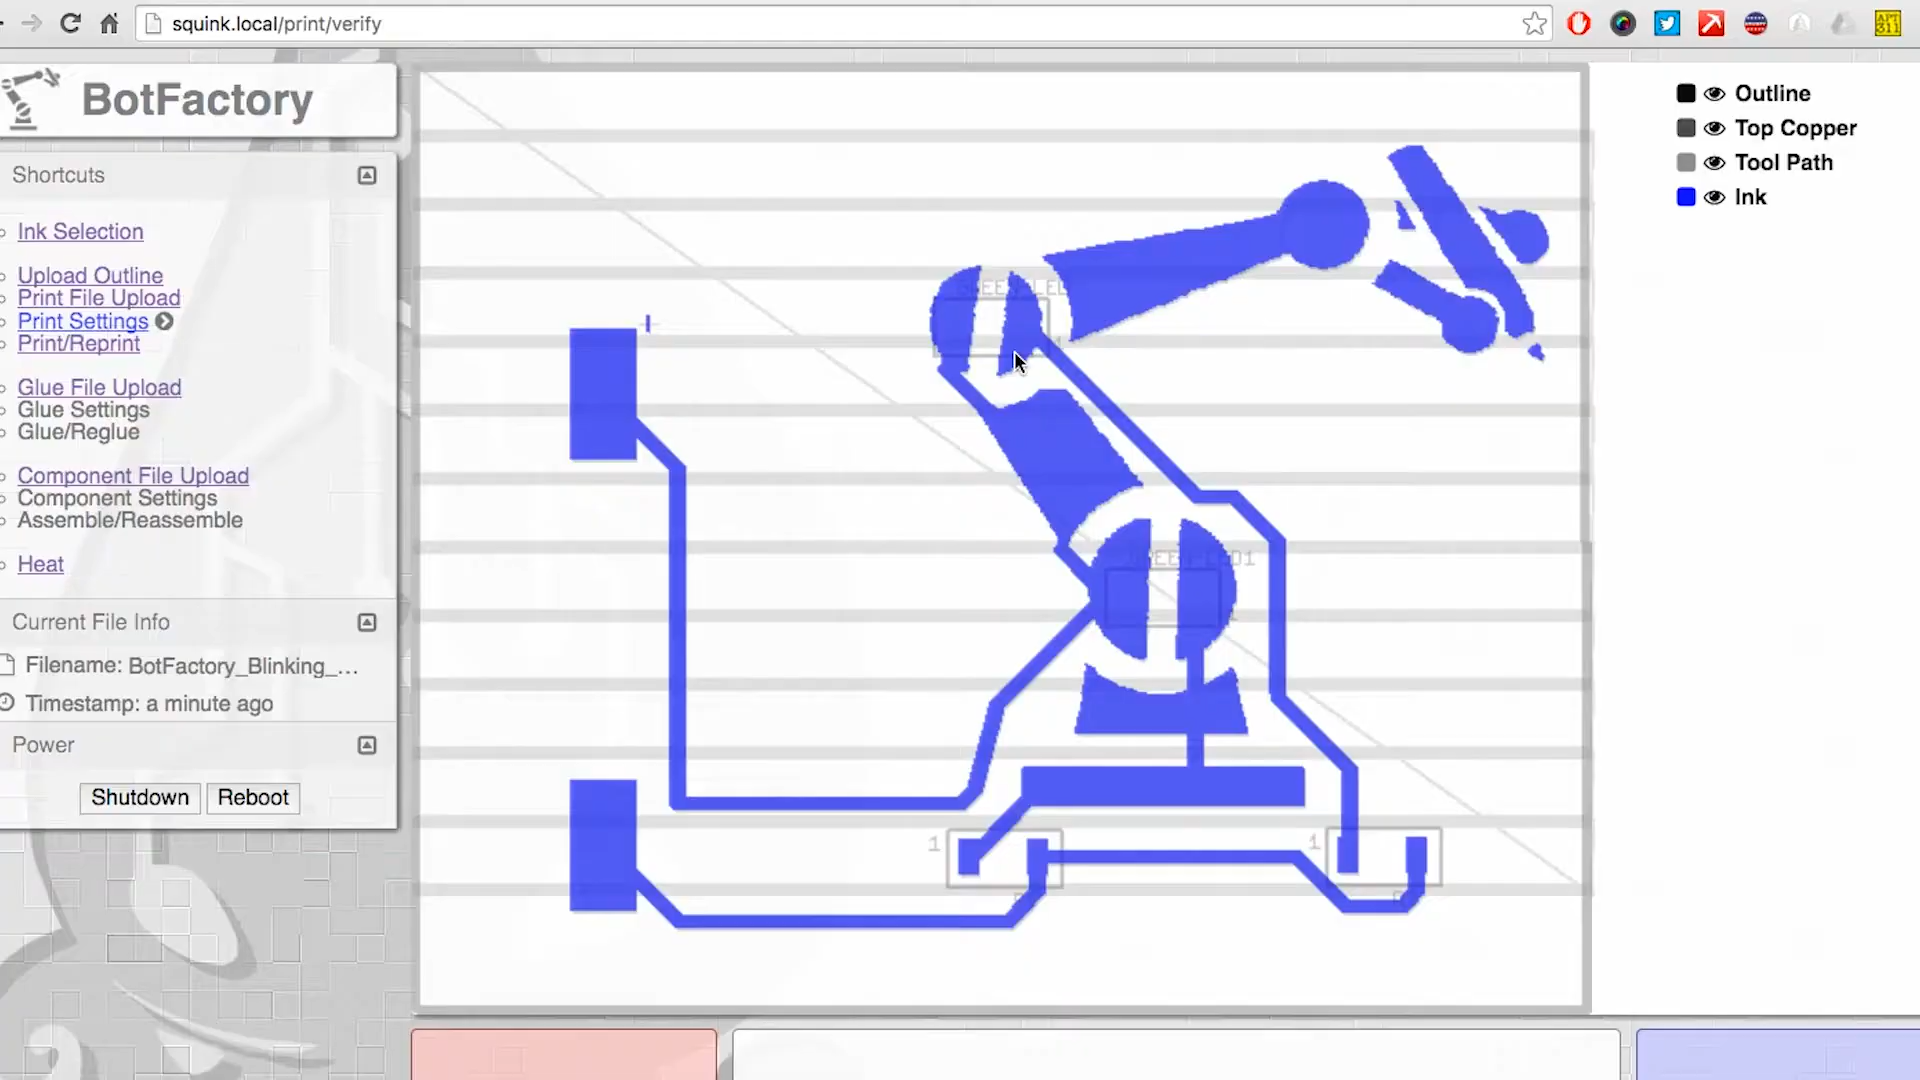 squink.local/print/verify
BotFactory
Shortcuts
Ink Selection
Upload Outline
Print File Upload
Print Settings
Print/Reprint
Glue File Upload
Glue Settings
Glue/Reglue
Component File Upload
Component Settings
Assemble/Reassemble
Heat
Current File Info
Filename: BotFactory_Blinking_...
Timestamp: a minute ago
Power
Shutdown Reboot
1
1
Outline
Top Copper
Tool Path
Ink